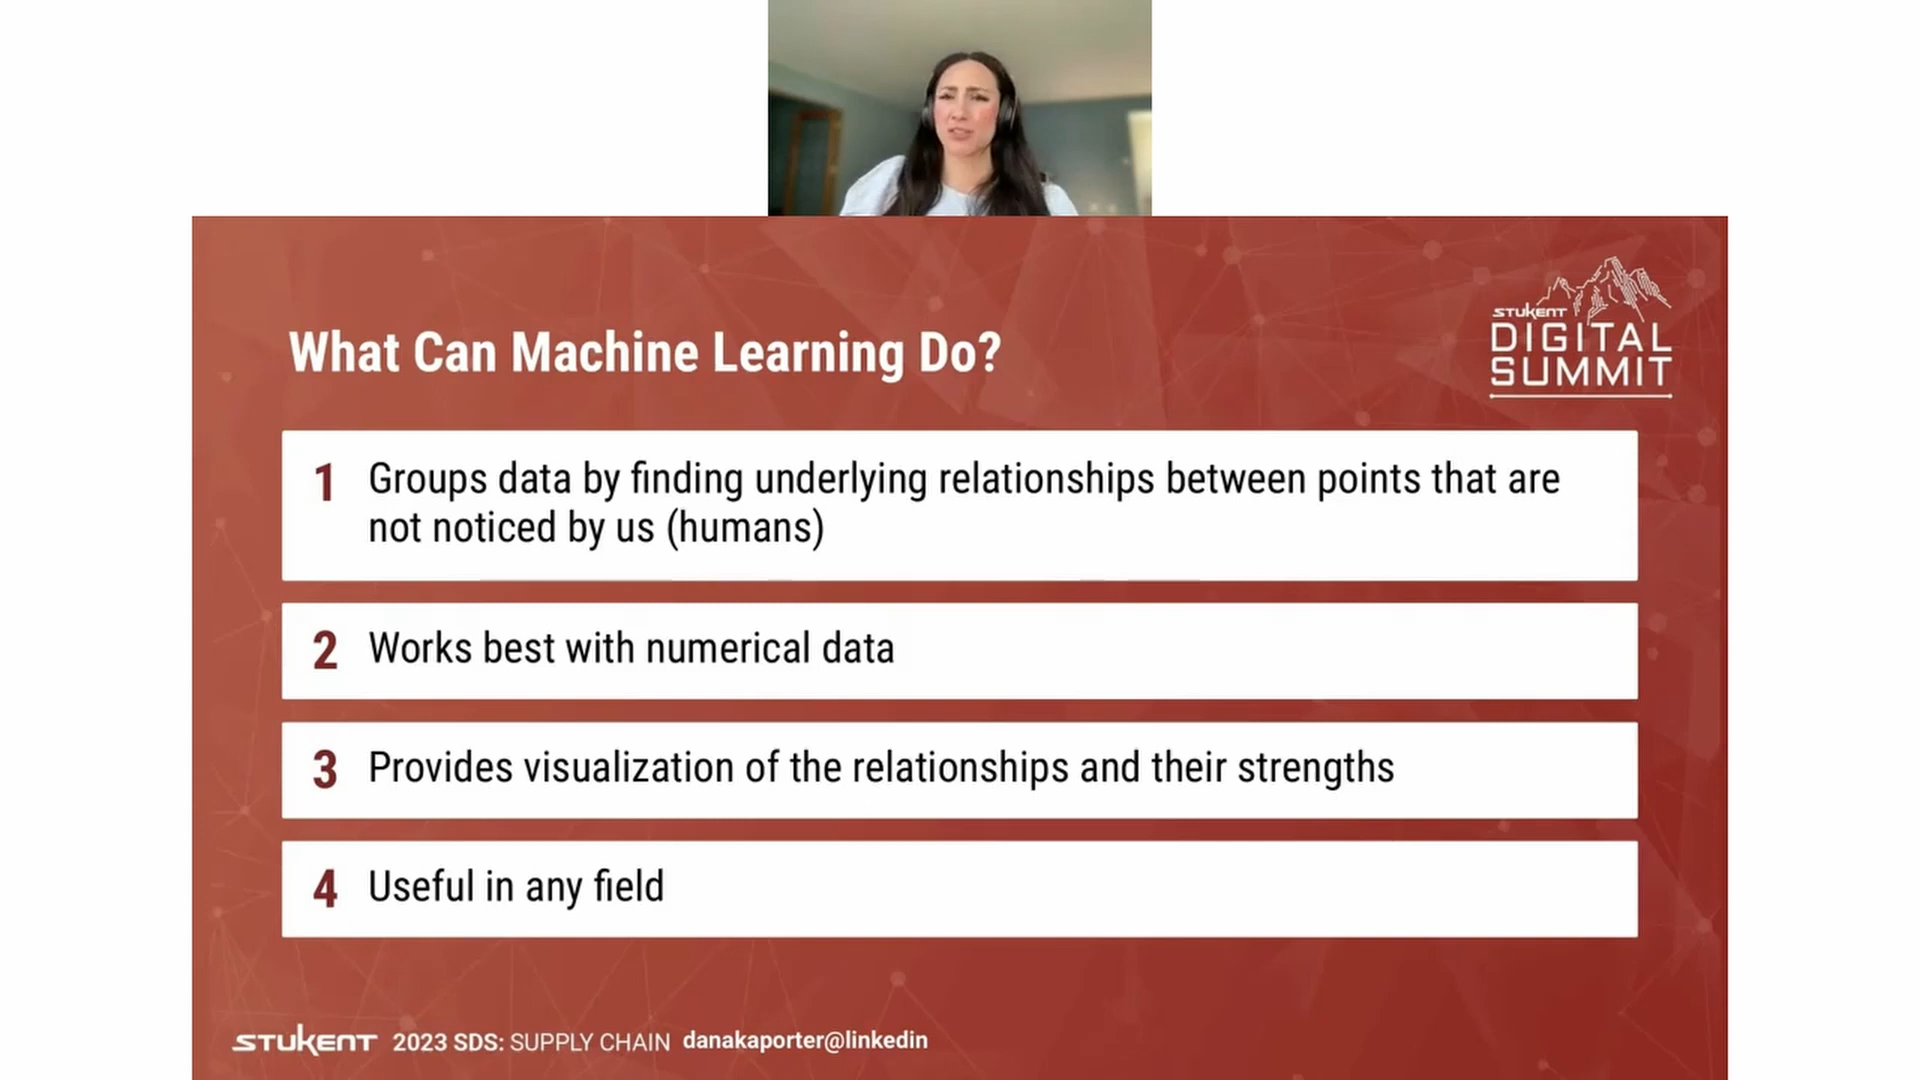 What Can Machine Learning Do?
STUKENT
DIGITAL
SUMMIT
1 Groups data by finding underlying relationships between points that are
not noticed by us (humans)
2 Works best with numerical data
3 Provides visualization of the relationships and their strengths
4 Useful in any field
STUKENT 2023 SDS: SUPPLY CHAIN danakaporter@linkedin